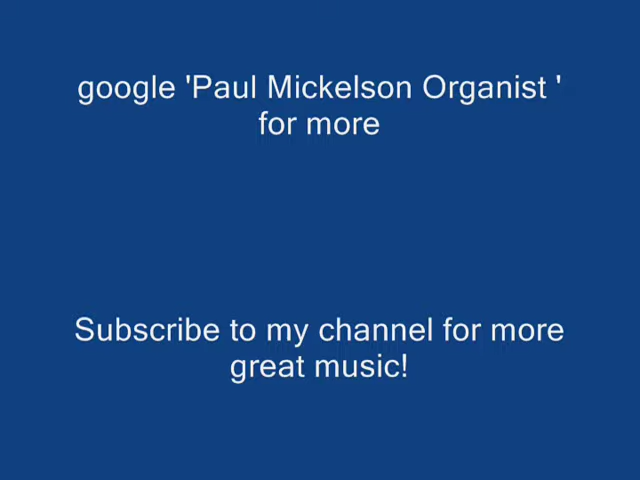 google 'Paul Mickelson Organist '
for more
Subscribe to my channel for more
great music!